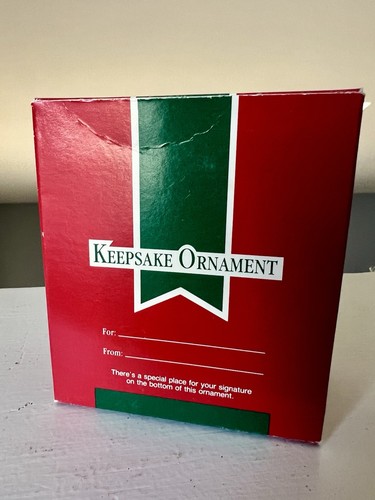 KEEPSAKE ORNAMENT
For:
From:
There's a special place for your signature
on the bottom of this ornament.